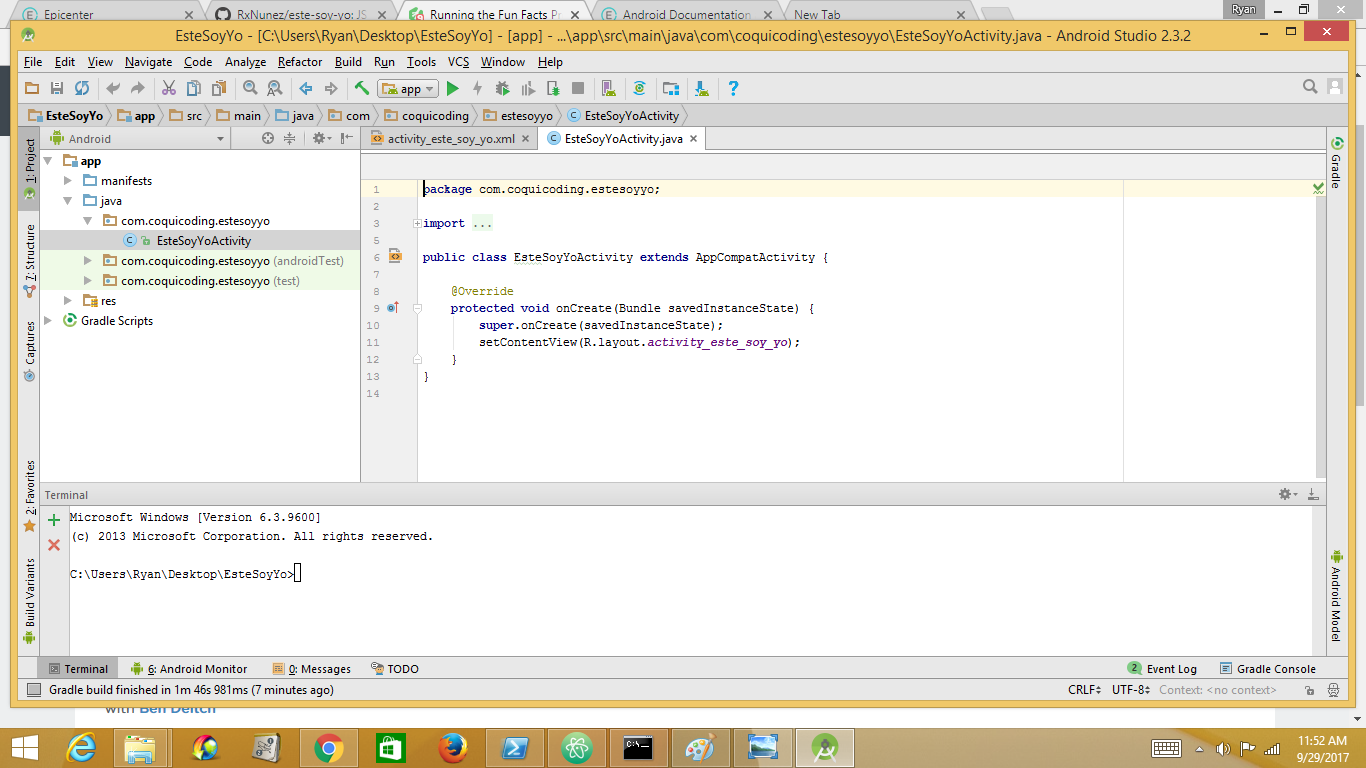 Epicenter
RxNunez/este-soy-yo: JS
Running the Fun Facts Pr
Android Documentation
New Tab
Ryan
EsteSoyYo - [C:\Users\Ryan\Desktop\EsteSoyYo] - [app] - ...\app\src\main\java\com\coquicoding\estesoyyo\EsteSoyYoActivity.java - Android Studio 2.3.2
File Edit View Navigate Code Analyze Refactor Build Run Tools VCS Window Help
app
EsteSoyYo app src main java com coquicoding estesoyyo EsteSoyYoActivity
Android
activity_este_soy_yo.xml
EsteSoyYoActivity.java
1: Project
7: Structure
Captures
2: Favorites
Build Variants
app
manifests
java
com.coquicoding.estesoyyo
EsteSoyYoActivity
com.coquicoding.estesoyyo (androidTest)
com.coquicoding.estesoyyo (test)
res
Gradle Scripts
1 package com.coquicoding.estesoyyo;
2
3 import ...
5
6 public class EsteSoyYoActivity extends AppCompatActivity {
7
8 @Override
9 protected void onCreate(Bundle savedInstanceState) {
10 super.onCreate(savedInstanceState);
11 setContentView(R.layout.activity_este_soy_yo);
12 }
13 }
14
Gradle
Android Model
Terminal
Microsoft Windows [Version 6.3.9600]
(c) 2013 Microsoft Corporation. All rights reserved.
C:\Users\Ryan\Desktop\EsteSoyYo>
Terminal 6: Android Monitor 0: Messages TODO 2 Event Log Gradle Console
Gradle build finished in 1m 46s 981ms (7 minutes ago) CRLF UTF-8 Context: <no context>
with Ben Deitch
C:\
11:52 AM
9/29/2017